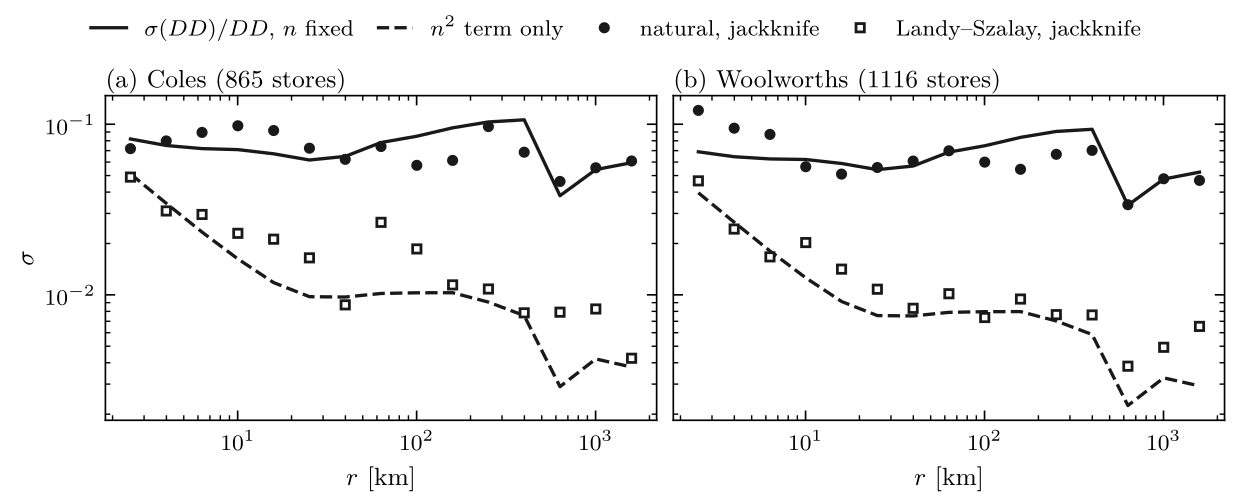 σ(DD)/DD, n fixed n² term only natural, jackknife Landy–Szalay, jackknife
(a) Coles (865 stores) (b) Woolworths (1116 stores)
10⁻¹
10⁻²
σ
10¹ 10² 10³ 10¹ 10² 10³
r [km] r [km]